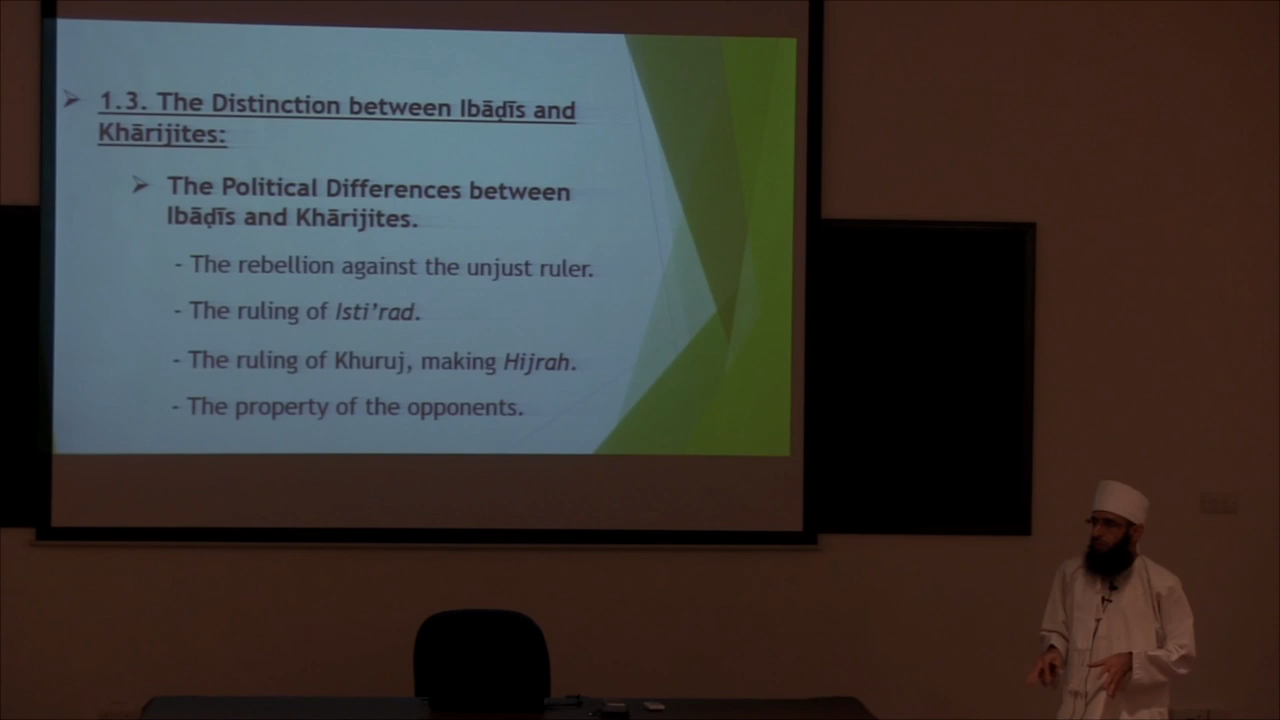 1.3. The Distinction between Ibāḍīs and
Khārijites:
The Political Differences between
Ibāḍīs and Khārijites.
- The rebellion against the unjust ruler.
- The ruling of Isti’rad.
- The ruling of Khuruj, making Hijrah.
- The property of the opponents.